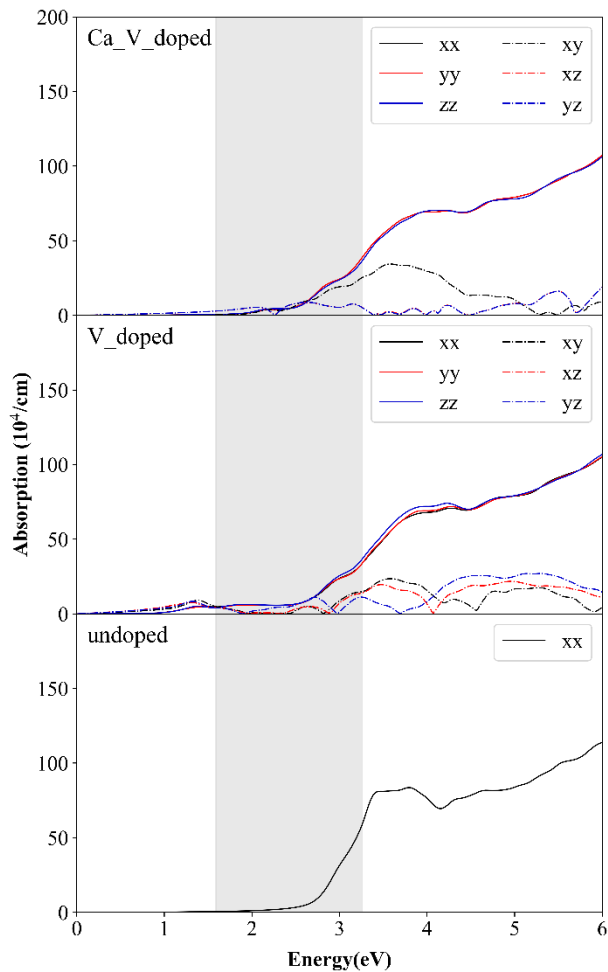 200
Ca_V_doped
xx xy
yy xz
zz yz
150
100
50
0
V_doped
xx xy
yy xz
zz yz
150
100
50
0
undoped
xx
150
100
50
0
0 1 2 3 4 5 6
Absorption (10⁴/cm)
Energy(eV)